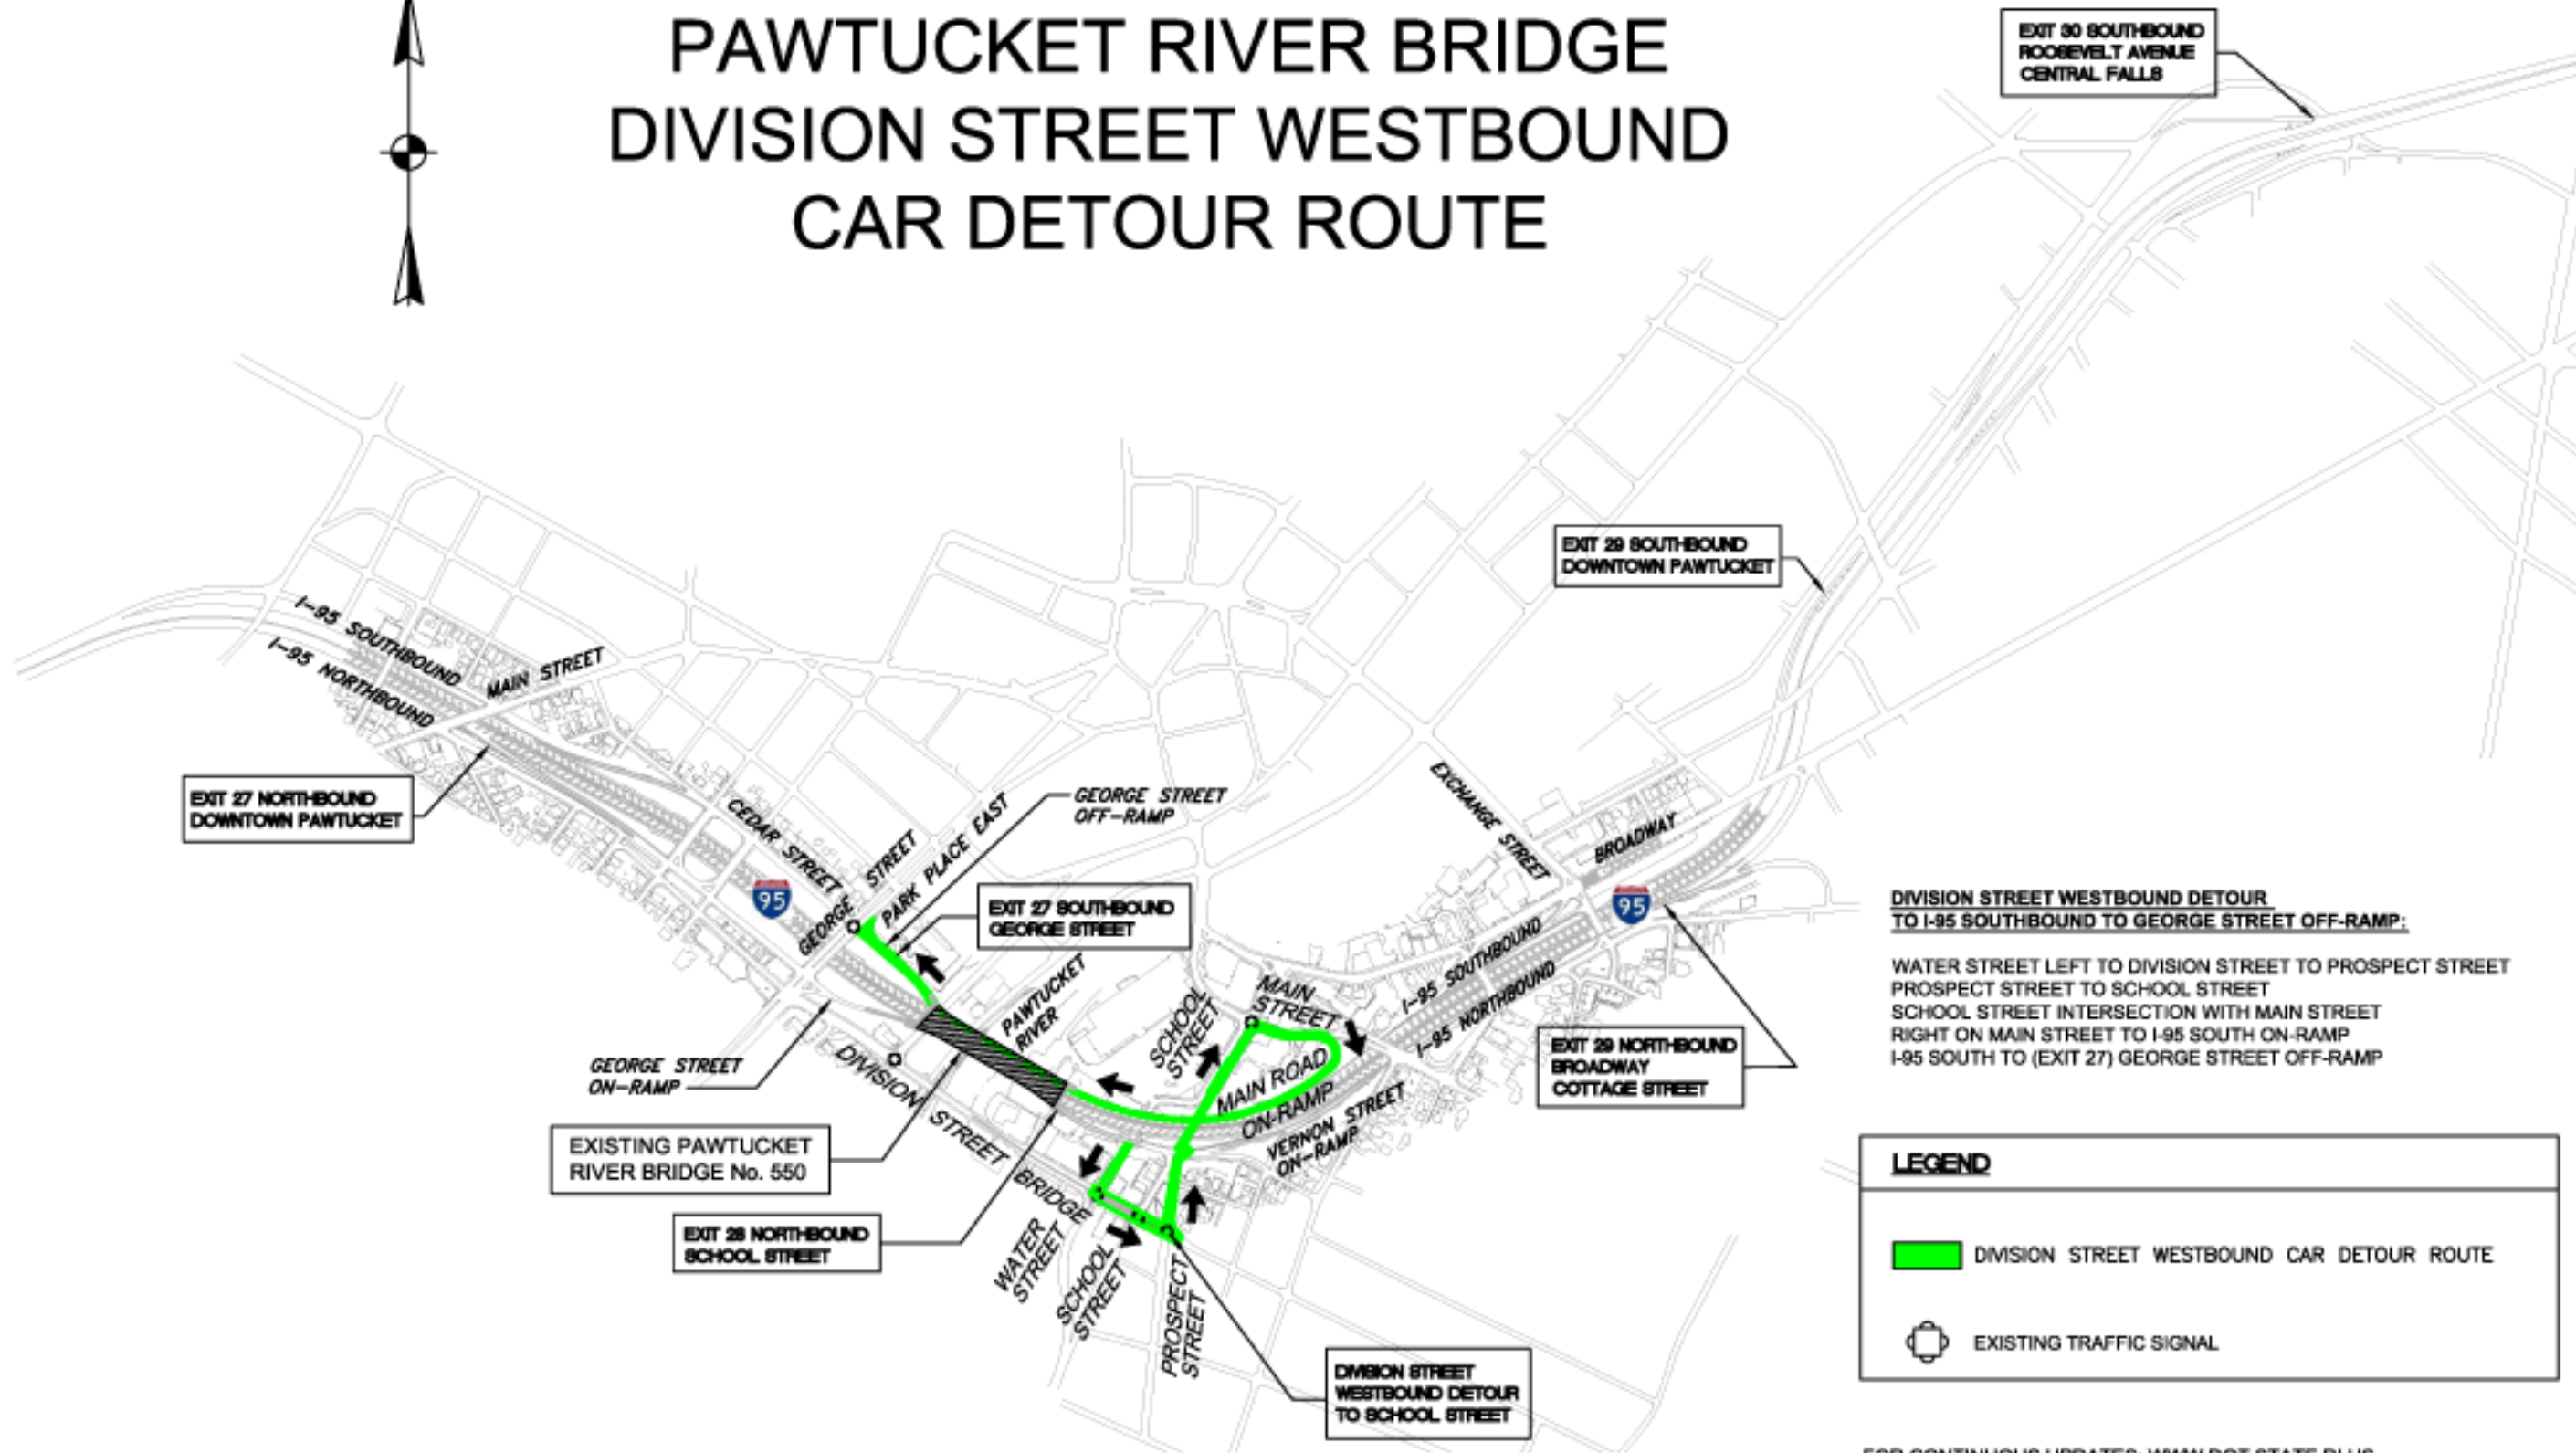 PAWTUCKET RIVER BRIDGE
DIVISION STREET WESTBOUND
CAR DETOUR ROUTE
EXIT 30 SOUTHBOUND
ROOSEVELT AVENUE
CENTRAL FALLS
EXIT 29 SOUTHBOUND
DOWNTOWN PAWTUCKET
I-95 SOUTHBOUND
I-95 NORTHBOUND
MAIN STREET
EXIT 27 NORTHBOUND
DOWNTOWN PAWTUCKET
CEDAR STREET
GEORGE STREET
PARK PLACE EAST
GEORGE STREET
OFF-RAMP
EXCHANGE STREET
BROADWAY
95
95
EXIT 27 SOUTHBOUND
GEORGE STREET
PAWTUCKET
RIVER
SCHOOL
STREET
MAIN
STREET
I-95 SOUTHBOUND
I-95 NORTHBOUND
MAIN ROAD
ON-RAMP
VERNON STREET
ON-RAMP
EXIT 29 NORTHBOUND
BROADWAY
COTTAGE STREET
GEORGE STREET
ON-RAMP
DIVISION STREET BRIDGE
EXISTING PAWTUCKET
RIVER BRIDGE No. 550
EXIT 28 NORTHBOUND
SCHOOL STREET
WATER
STREET
SCHOOL
STREET
PROSPECT
STREET
DIVISION STREET
WESTBOUND DETOUR
TO SCHOOL STREET
DIVISION STREET WESTBOUND DETOUR
TO I-95 SOUTHBOUND TO GEORGE STREET OFF-RAMP:
WATER STREET LEFT TO DIVISION STREET TO PROSPECT STREET
PROSPECT STREET TO SCHOOL STREET
SCHOOL STREET INTERSECTION WITH MAIN STREET
RIGHT ON MAIN STREET TO I-95 SOUTH ON-RAMP
I-95 SOUTH TO (EXIT 27) GEORGE STREET OFF-RAMP
LEGEND
DIVISION STREET WESTBOUND CAR DETOUR ROUTE
EXISTING TRAFFIC SIGNAL
FOR CONTINUOUS UPDATES: WWW.DOT.STATE.RI.US